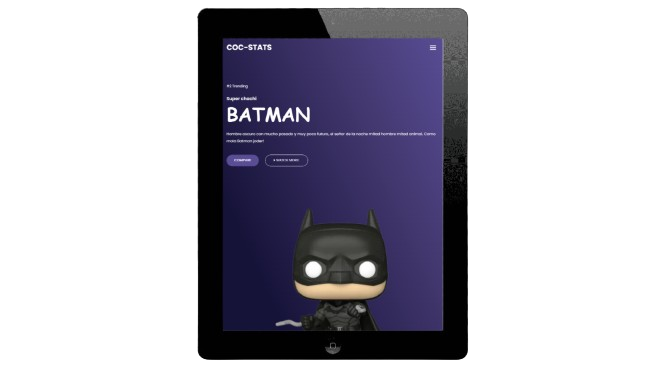 COC-STATS
#2 Trending
Super chachi
BATMAN
Hombre oscuro con mucho pasado y muy poco futuro, el señor de la noche mitad hombre mitad animal. Como
mola Batman joder!
COMPRAR